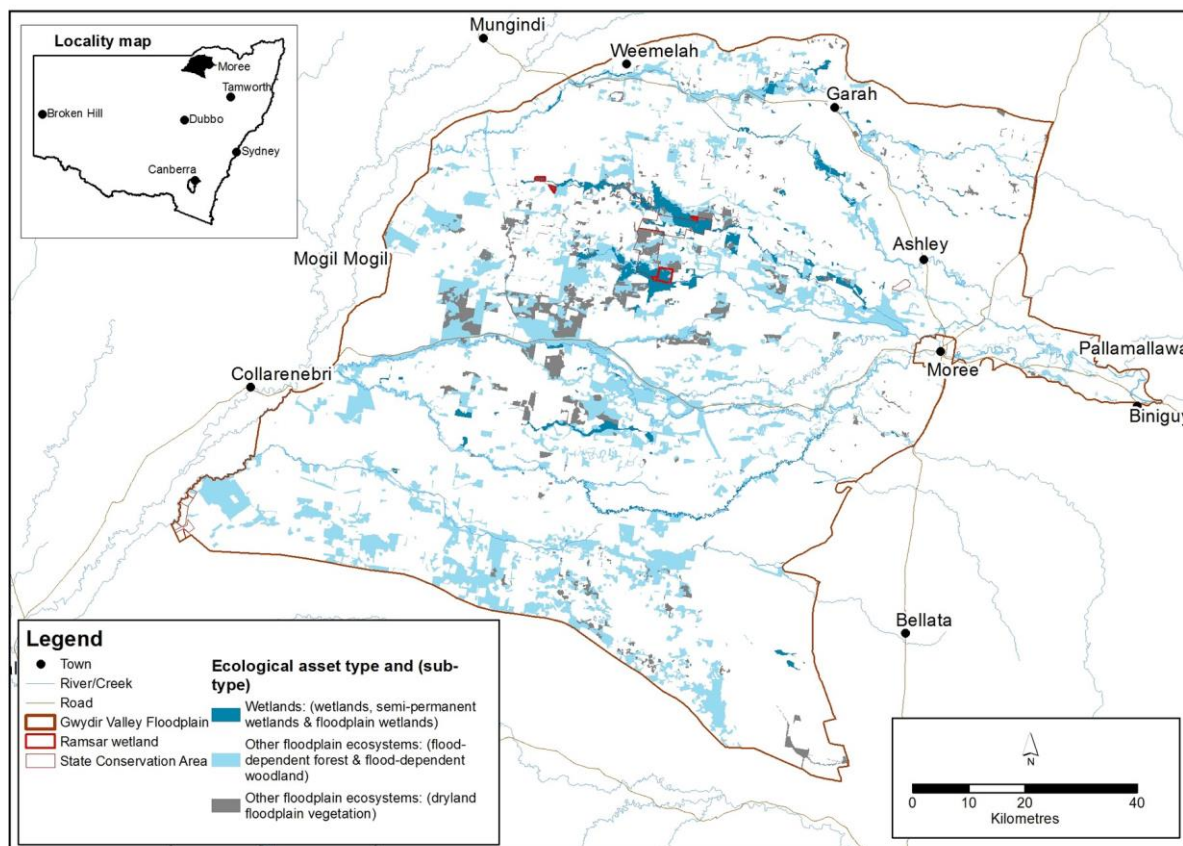 Locality map
Moree
Tamworth
Broken Hill
Dubbo
Sydney
Canberra
Mungindi
Weemelah
Garah
Ashley
Mogil Mogil
Collarenebri
Moree
Pallamallawa
Biniguy
Bellata
Legend
Town
River/Creek
Road
Gwydir Valley Floodplain
Ramsar wetland
State Conservation Area
Ecological asset type and (sub-
type)
Wetlands: (wetlands, semi-permanent
wetlands & floodplain wetlands)
Other floodplain ecosystems: (flood-
dependent forest & flood-dependent
woodland)
Other floodplain ecosystems: (dryland
floodplain vegetation)
N
0 10 20 40
Kilometres